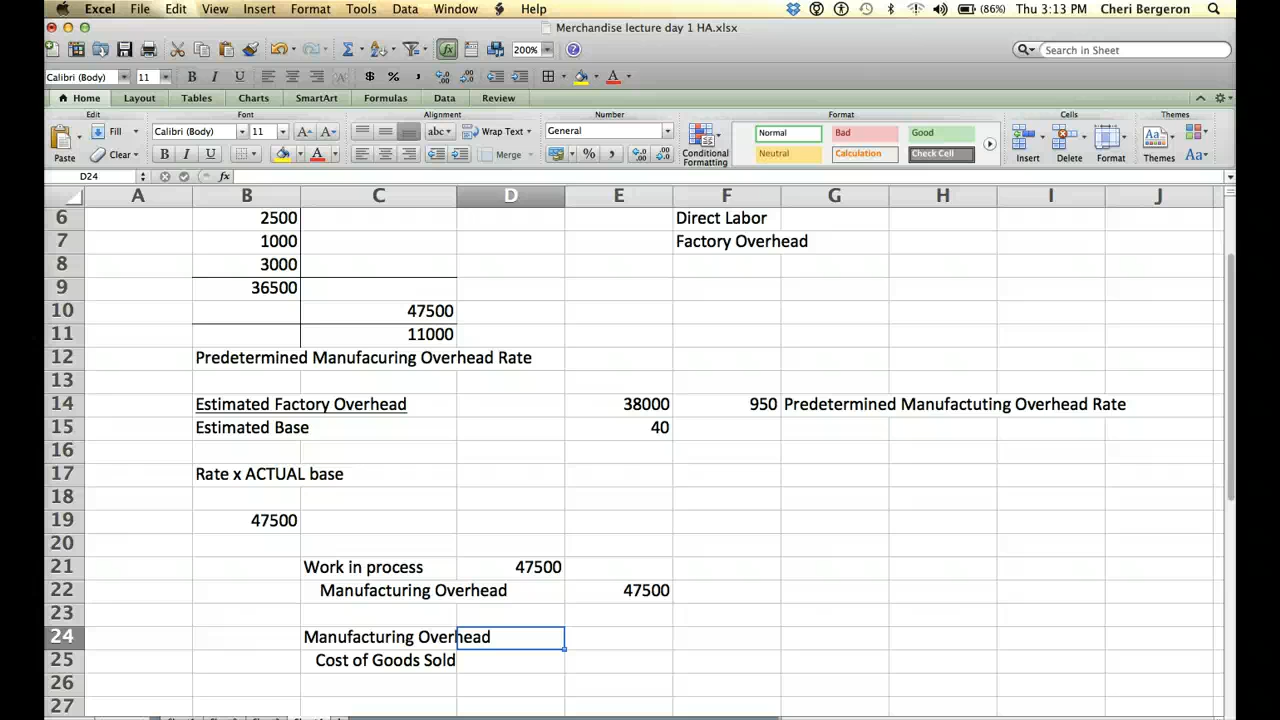 Excel File Edit View Insert Format Tools Data Window Help (86%) Thu 3:13 PM Cheri Bergeron
Merchandise lecture day 1 HA.xlsx
200% Search in Sheet
Calibri (Body) 11 B I U
Home Layout Tables Charts SmartArt Formulas Data Review
Edit Font Alignment Number Format Cells Themes
Fill Calibri (Body) 11 abc Wrap Text General Normal Bad Good
Paste Clear B I U Merge Conditional Formatting Neutral Calculation Check Cell Insert Delete Format Themes Aa
D24 fx
A B C D E F G H I J
6 2500 Direct Labor
7 1000 Factory Overhead
8 3000
9 36500
10 47500
11 11000
12 Predetermined Manufacuring Overhead Rate
13
14 Estimated Factory Overhead 38000 950 Predetermined Manufactuting Overhead Rate
15 Estimated Base 40
16
17 Rate x ACTUAL base
18
19 47500
20
21 Work in process 47500
22 Manufacturing Overhead 47500
23
24 Manufacturing Overhead
25 Cost of Goods Sold
26
27